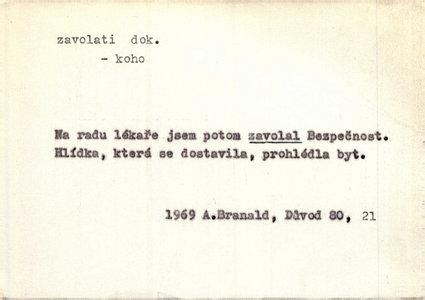 zavolati dok.
- koho
Na radu lékaře jsem potom zavolal Bezpečnost.
Hlídka, která se dostavila, prohlédla byt.
1969 A.Branald, Důvod 80, 21